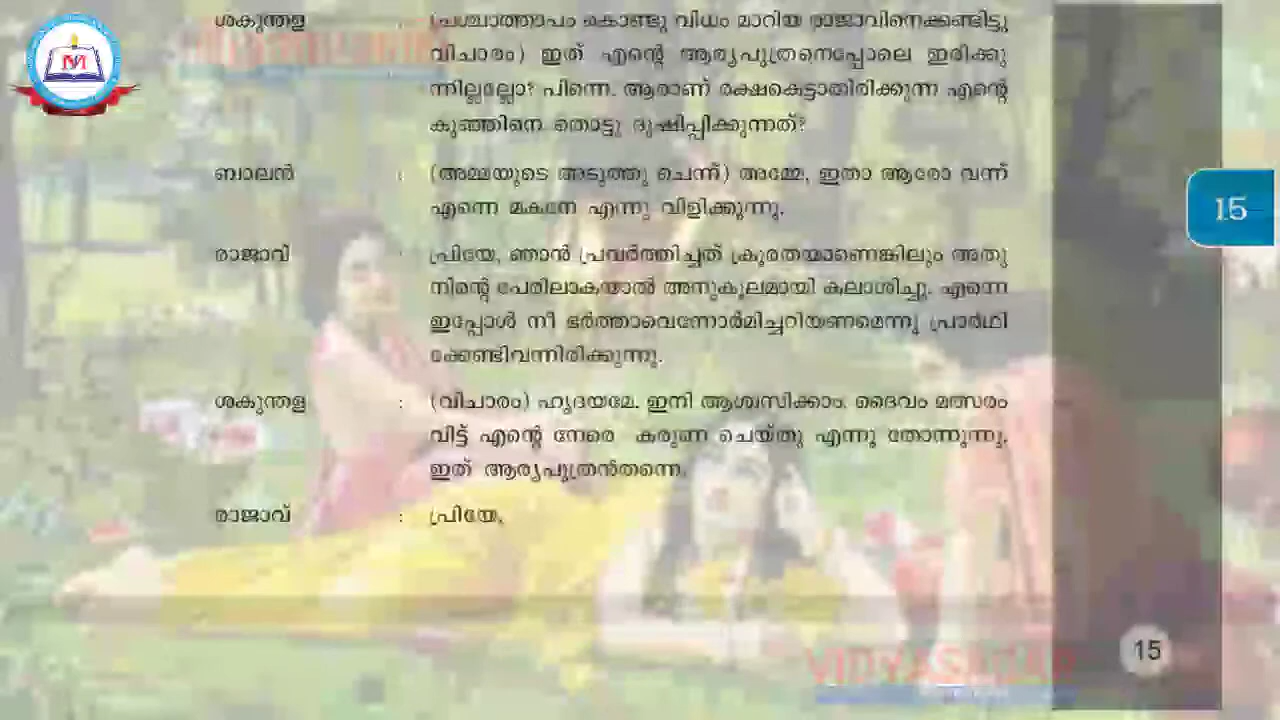 ശകുന്തള : (പശ്ചാത്താപം കൊണ്ടു വിധം മാറിയ രാജാവിനെക്കണ്ടിട്ടു
വിചാരം) ഇത് എന്റെ ആര്യപുത്രനെപ്പോലെ ഇരിക്കു
ന്നില്ലല്ലോ? പിന്നെ, ആരാണ് രക്ഷകെട്ടാതിരിക്കുന്ന എന്റെ
കുഞ്ഞിനെ തൊട്ടു ദുഷിപ്പിക്കുന്നത്?
ബാലൻ : (അമ്മയുടെ അടുത്തു ചെന്ന്) അമ്മേ, ഇതാ ആരോ വന്ന്
എന്നെ മകനേ എന്നു വിളിക്കുന്നു.
രാജാവ് : പ്രിയേ, ഞാൻ പ്രവർത്തിച്ചത് ക്രൂരതയാണെങ്കിലും അതു
നിന്റെ പേരിലാകയാൽ അനുകൂലമായി കലാശിച്ചു. എന്നെ
ഇപ്പോൾ നീ ഭർത്താവെന്നോർമിച്ചറിയണമെന്നു പ്രാർഥി
ക്കേണ്ടിവന്നിരിക്കുന്നു.
ശകുന്തള : (വിചാരം) ഹൃദയമേ, ഇനി ആശ്വസിക്കാം. ദൈവം മത്സരം
വിട്ട് എന്റെ നേരെ കരുണ ചെയ്തു എന്നു തോന്നുന്നു.
ഇത് ആര്യപുത്രൻതന്നെ.
രാജാവ് : പ്രിയേ,
15
15
VIDYASAGAR